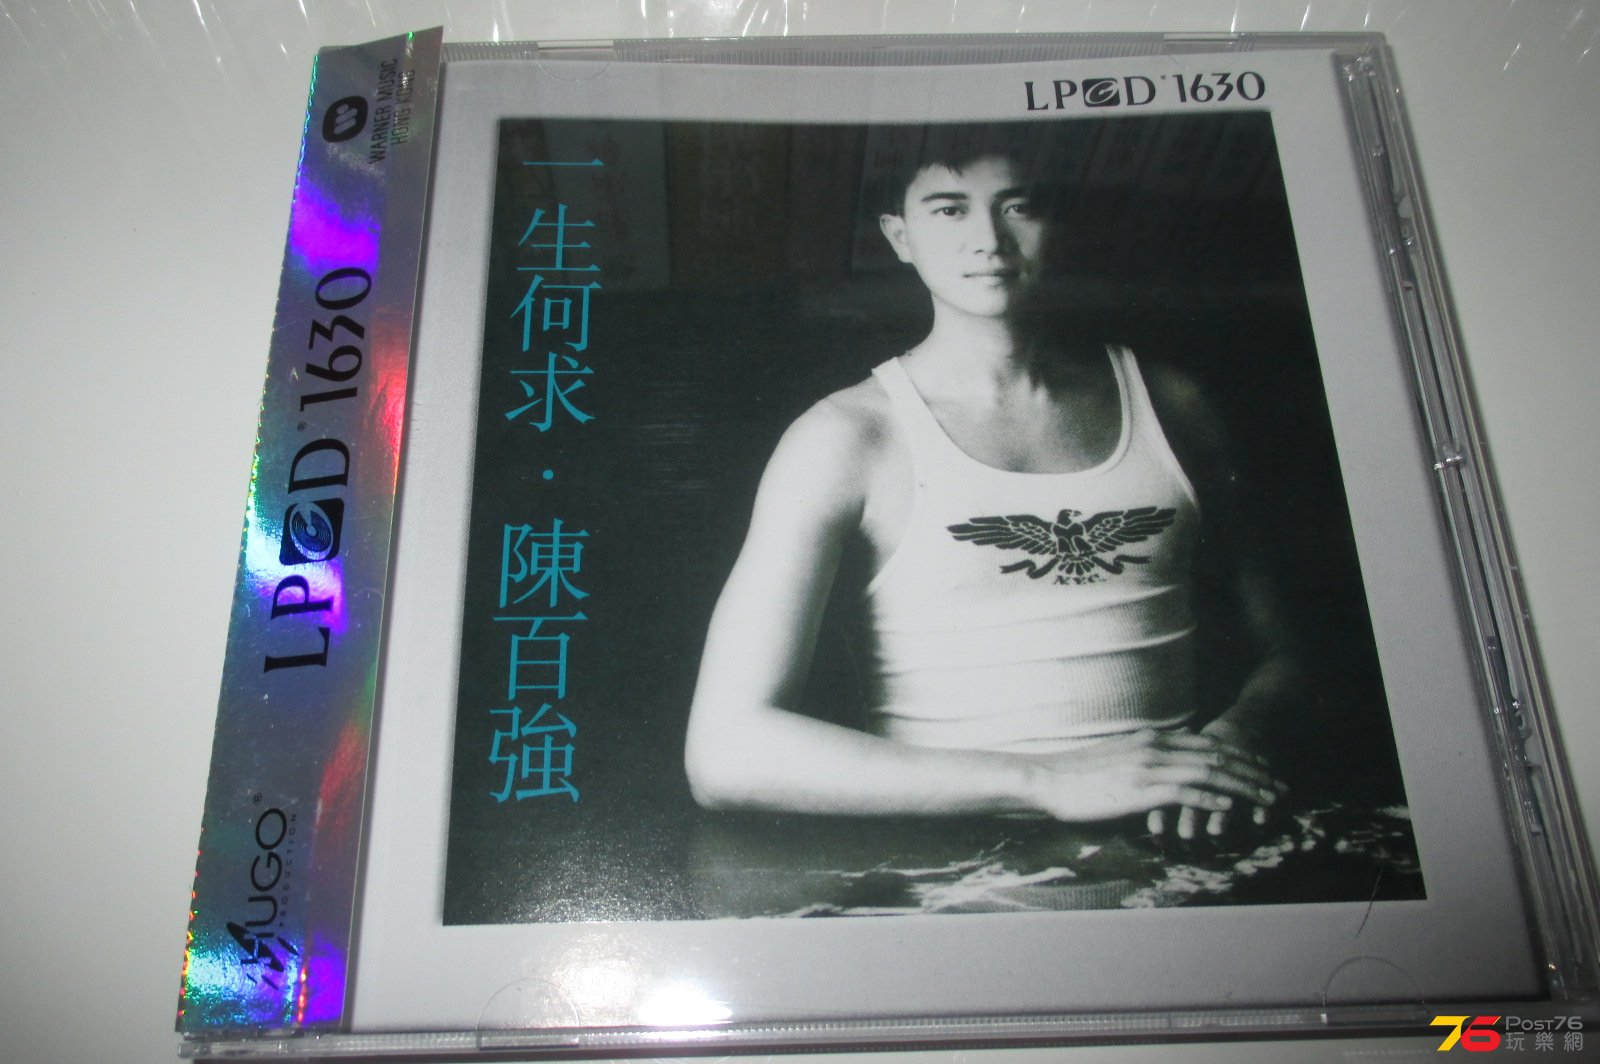 WARNER MUSIC
HONG KONG
LPCD® 1630
HUGO®
PRODUCTION
LPCD® 1630
一生何求·陳百強
N.Y.C.
76 Post76
玩樂網